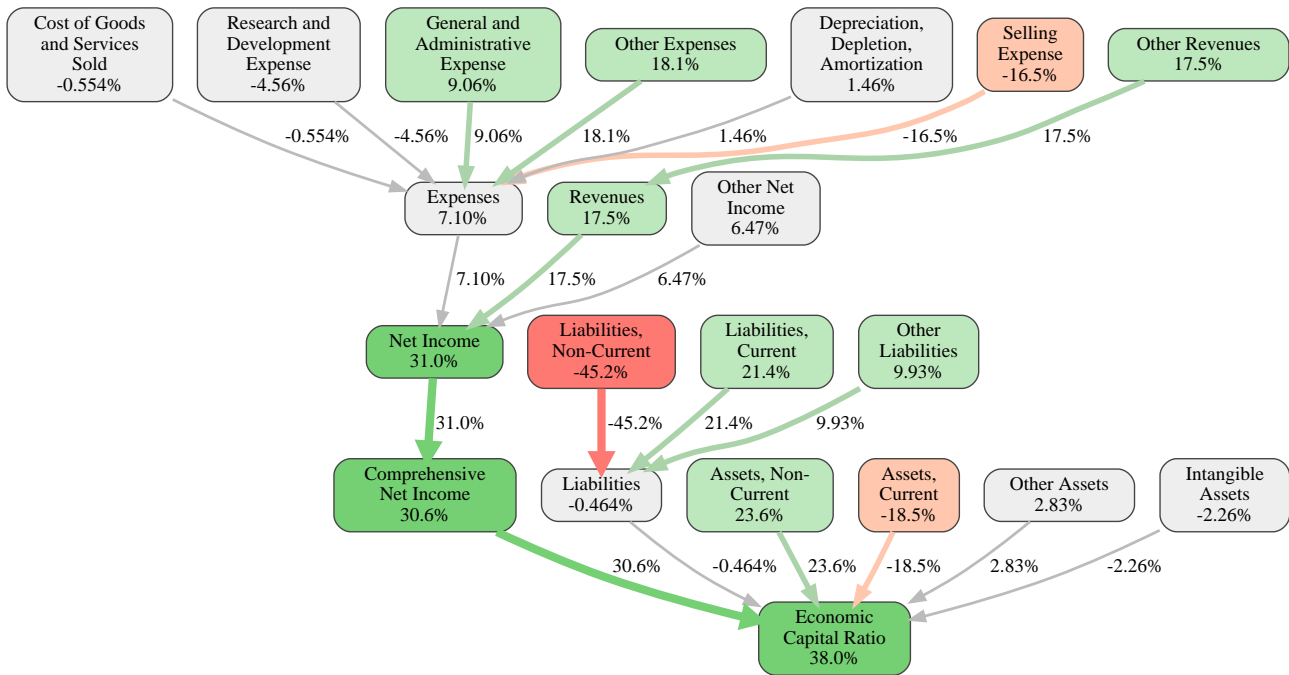 Cost of Goods
and Services
Sold
-0.554%
Research and
Development
Expense
-4.56%
General and
Administrative
Expense
9.06%
Other Expenses
18.1%
Depreciation,
Depletion,
Amortization
1.46%
Selling
Expense
-16.5%
Other Revenues
17.5%
-0.554%
-4.56%
9.06%
18.1%
1.46%
-16.5%
17.5%
Expenses
7.10%
Revenues
17.5%
Other Net
Income
6.47%
7.10%
17.5%
6.47%
Net Income
31.0%
Liabilities,
Non-Current
-45.2%
Liabilities,
Current
21.4%
Other
Liabilities
9.93%
31.0%
-45.2%
21.4%
9.93%
Comprehensive
Net Income
30.6%
Liabilities
-0.464%
Assets, Non-
Current
23.6%
Assets,
Current
-18.5%
Other Assets
2.83%
Intangible
Assets
-2.26%
30.6%
-0.464%
23.6%
-18.5%
2.83%
-2.26%
Economic
Capital Ratio
38.0%